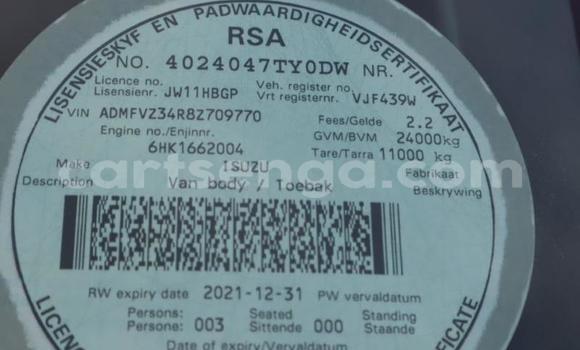 LISENSIESKYF EN PADWAARDIGHEIDSERTIFIKAAT
RSA
NO. 4024047TY0DW NR.
Licence no.
Lisensienr. JW11HBGP
Veh. register no.
Vrt registernr. VJF439W
VIN ADMFVZ34R8Z709770
Fees/Gelde 2.2
Engine no./Enjinnr.
6HK1662004
GVM/BVM 24000kg
Tare/Tarra 11000 kg
Make ISUZU Fabrikaat
Description Van body / Toebak Beskrywing
RW expiry date 2021-12-31 PW vervaldatum
Persons: Seated Standing
Persone: 003 Sittende 000 Staande
Date of expiry/Vervaldatum